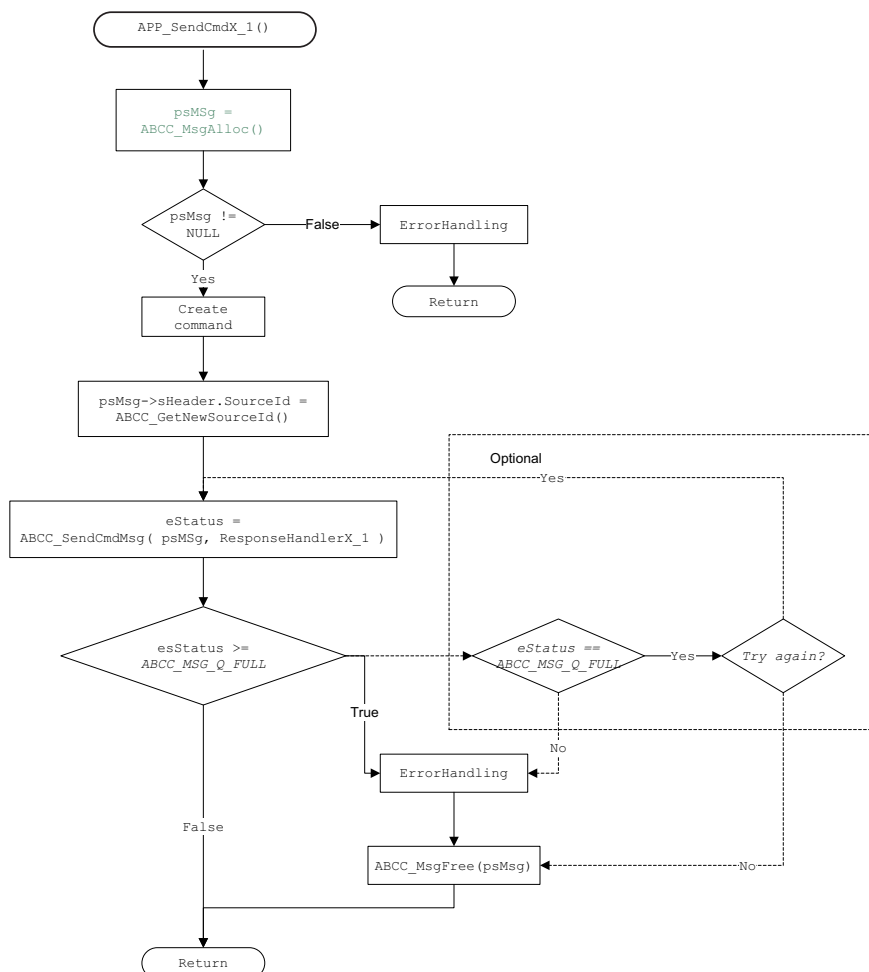 APP_SendCmdX_1()
psMSg =
ABCC_MsgAlloc()
psMsg !=
NULL
False
ErrorHandling
Yes
Return
Create
command
psMsg->sHeader.SourceId =
ABCC_GetNewSourceId()
Optional
Yes
eStatus =
ABCC_SendCmdMsg( psMSg, ResponseHandlerX_1 )
esStatus >=
ABCC_MSG_Q_FULL
eStatus ==
ABCC_MSG_Q_FULL
Yes
Try again?
True
No
ErrorHandling
False
ABCC_MsgFree(psMsg)
No
Return